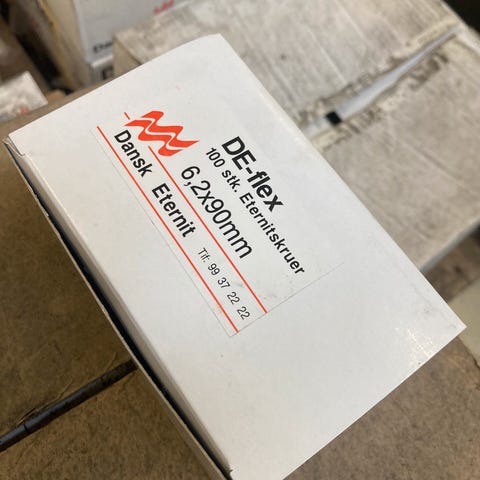 DE-flex
100 stk. Eternitskruer
6,2x90mm
Dansk Eternit
Tlf: 99 37 22 22